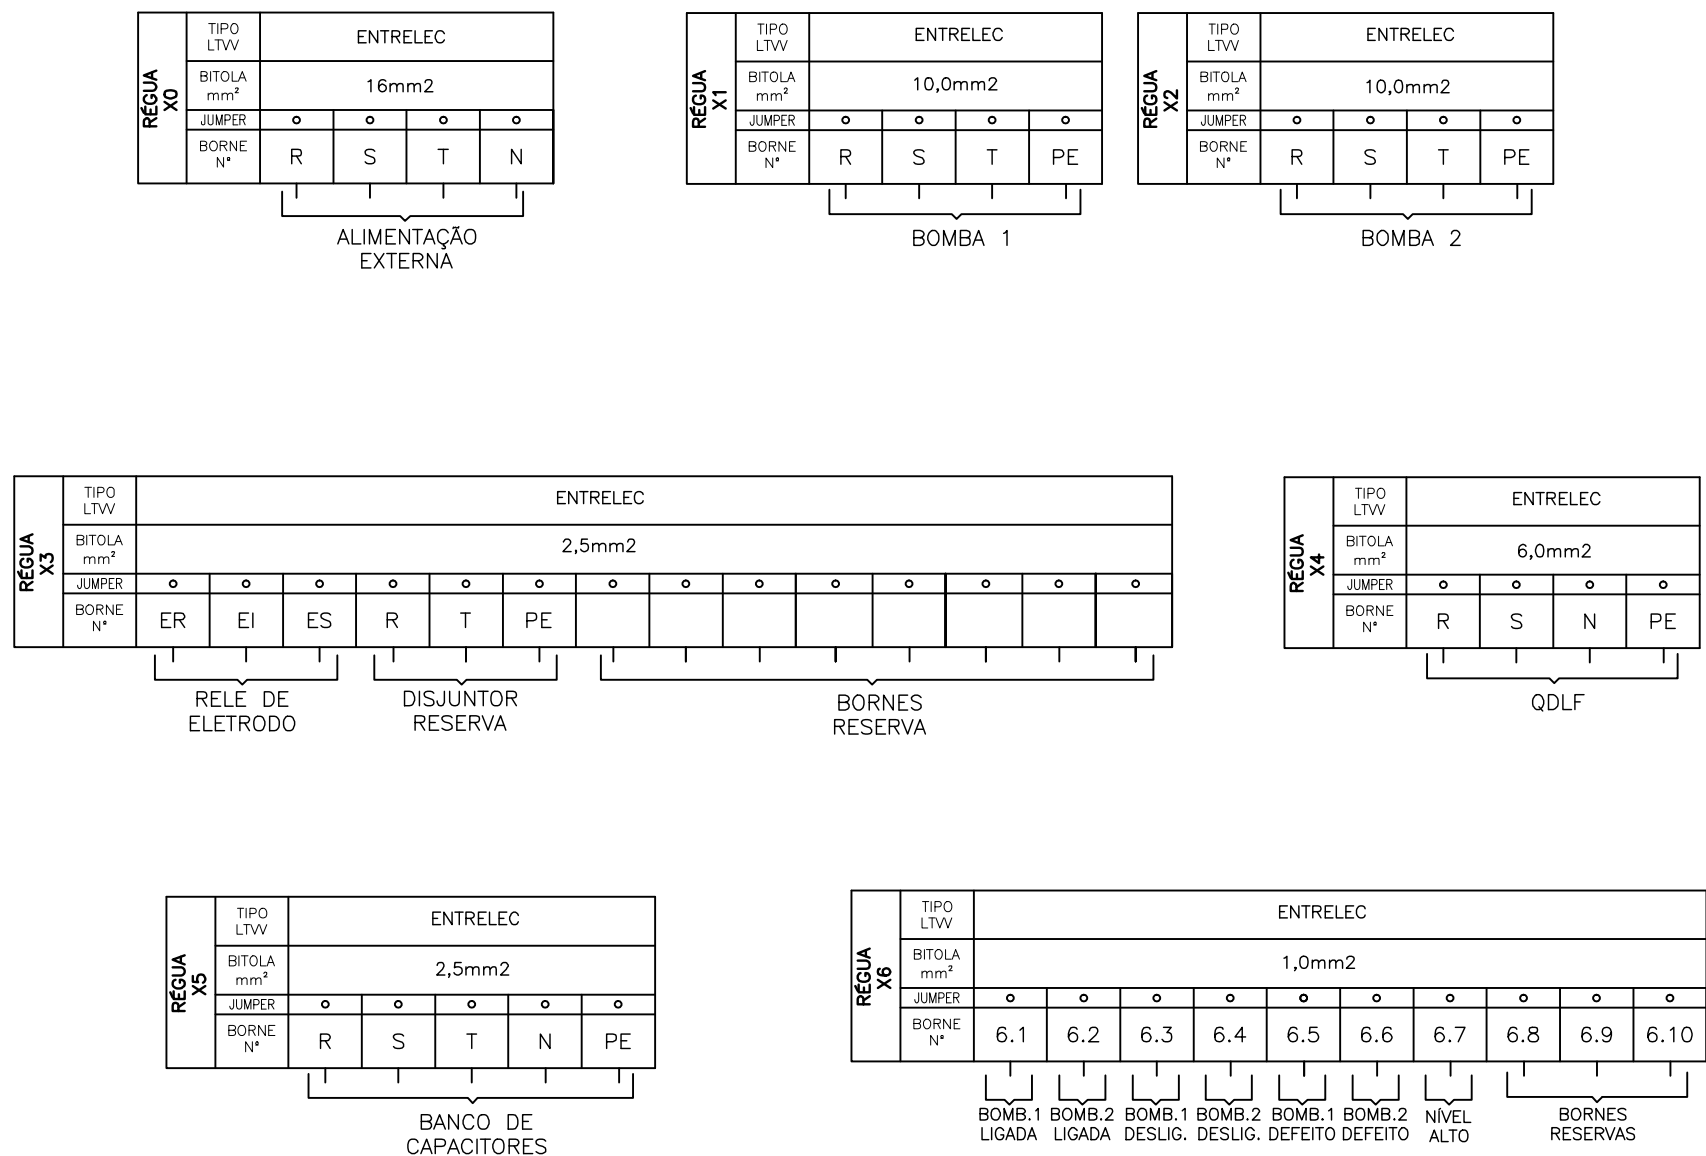 RÉGUA
X0
TIPO
LTVV
ENTRELEC
BITOLA
mm²
16mm2
JUMPER
BORNE
N°
R S T N
ALIMENTAÇÃO
EXTERNA
RÉGUA
X1
TIPO
LTVV
ENTRELEC
BITOLA
mm²
10,0mm2
JUMPER
BORNE
N°
R S T PE
BOMBA 1
RÉGUA
X2
TIPO
LTVV
ENTRELEC
BITOLA
mm²
10,0mm2
JUMPER
BORNE
N°
R S T PE
BOMBA 2
RÉGUA
X3
TIPO
LTVV
ENTRELEC
BITOLA
mm²
2,5mm2
JUMPER
BORNE
N°
ER EI ES R T PE
RELE DE
ELETRODO
DISJUNTOR
RESERVA
BORNES
RESERVA
RÉGUA
X4
TIPO
LTVV
ENTRELEC
BITOLA
mm²
6,0mm2
JUMPER
BORNE
N°
R S N PE
QDLF
RÉGUA
X5
TIPO
LTVV
ENTRELEC
BITOLA
mm²
2,5mm2
JUMPER
BORNE
N°
R S T N PE
BANCO DE
CAPACITORES
RÉGUA
X6
TIPO
LTVV
ENTRELEC
BITOLA
mm²
1,0mm2
JUMPER
BORNE
N°
6.1 6.2 6.3 6.4 6.5 6.6 6.7 6.8 6.9 6.10
BOMB.1
LIGADA
BOMB.2
LIGADA
BOMB.1
DESLIG.
BOMB.2
DESLIG.
BOMB.1
DEFEITO
BOMB.2
DEFEITO
NÍVEL
ALTO
BORNES
RESERVAS